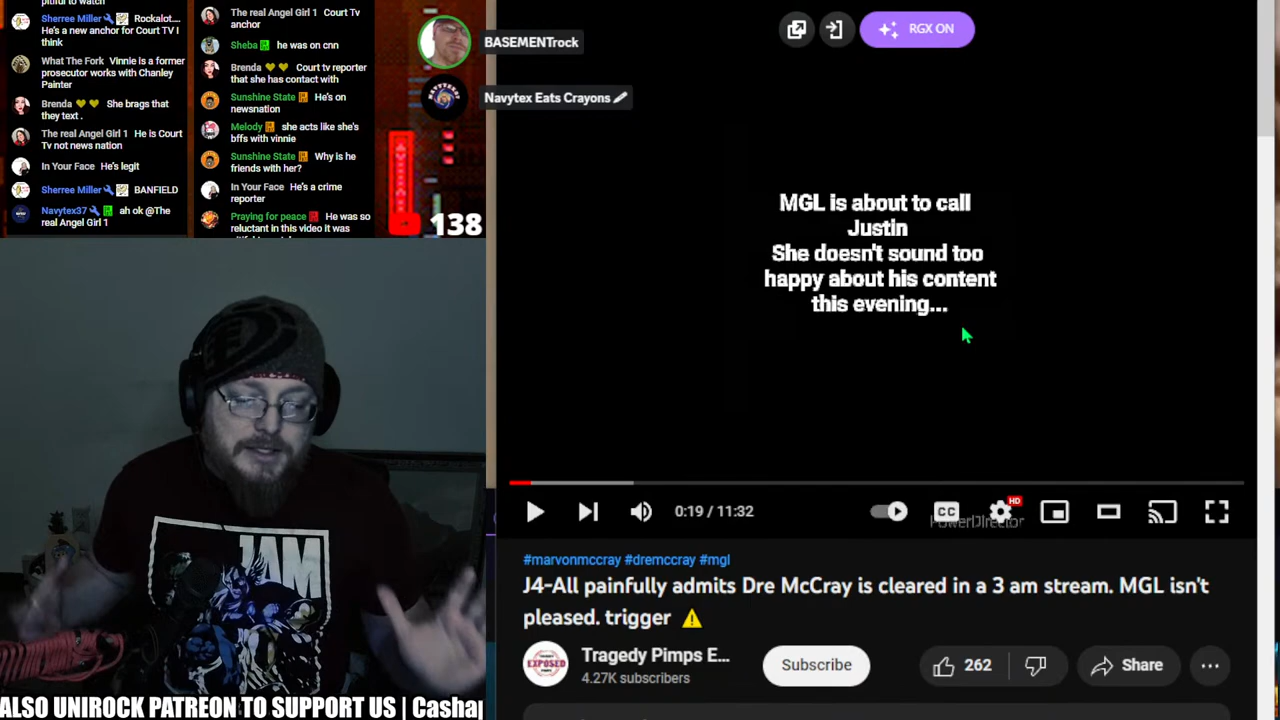 pitiful to watch
Sherree Miller Rockalot....
He's a new anchor for Court TV I
think
What The Fork Vinnie is a former
prosecutor works with Chanley
Painter
Brenda She brags that
they text .
The real Angel Girl 1 He is Court
Tv not news nation
In Your Face He's legit
Sherree Miller BANFIELD
Navytex37 ah ok @The
real Angel Girl 1
The real Angel Girl 1 Court Tv
anchor
Sheba he was on cnn
Brenda Court tv reporter
that she has contact with
Sunshine State He's on
newsnation
Melody she acts like she's
bffs with vinnie
Sunshine State Why is he
friends with her?
In Your Face He's a crime
reporter
Praying for peace He was so
reluctant in this video it was
138
BASEMENTrock
Navytex Eats Crayons
RGX ON
MGL is about to call
Justin
She doesn't sound too
happy about his content
this evening...
0:19 / 11:32
CC
HD
PowerDirector
#marvonmccray #dremccray #mgl
J4-All painfully admits Dre McCray is cleared in a 3 am stream. MGL isn't
pleased. trigger
EXPOSED
Tragedy Pimps E...
4.27K subscribers
Subscribe
262
Share
JAM
ALSO UNIROCK PATREON TO SUPPORT US | Cashap